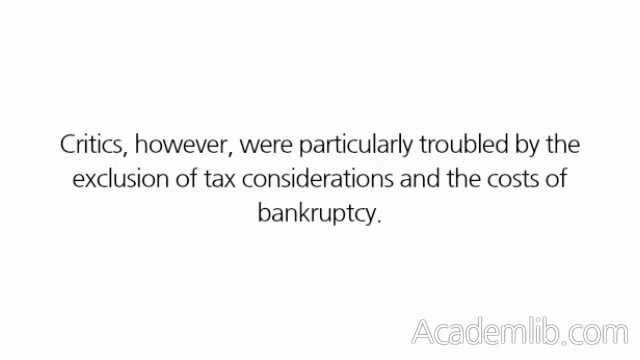 Critics, however, were particularly troubled by the
exclusion of tax considerations and the costs of
bankruptcy.
Academlib.com